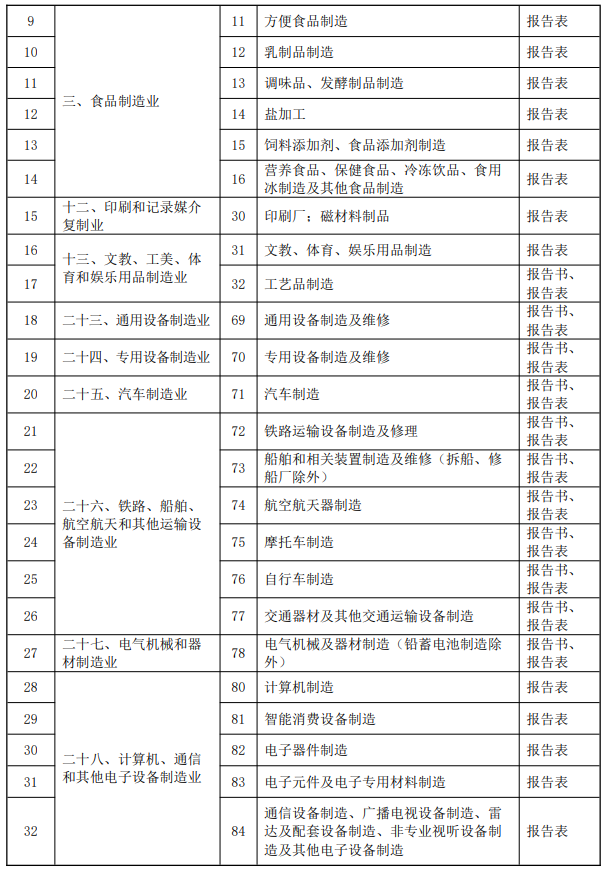 9 三、食品制造业 11 方便食品制造 报告表
10 12 乳制品制造 报告表
11 13 调味品、发酵制品制造 报告表
12 14 盐加工 报告表
13 15 饲料添加剂、食品添加剂制造 报告表
14 16 营养食品、保健食品、冷冻饮品、食用
冰制造及其他食品制造 报告表
15 十二、印刷和记录媒介
复制业 30 印刷厂；磁材料制品 报告表
16 十三、文教、工美、体
育和娱乐用品制造业 31 文教、体育、娱乐用品制造 报告表
17 32 工艺品制造 报告书、
报告表
18 二十三、通用设备制造业 69 通用设备制造及维修 报告书、
报告表
19 二十四、专用设备制造业 70 专用设备制造及维修 报告书、
报告表
20 二十五、汽车制造业 71 汽车制造 报告书、
报告表
21 二十六、铁路、船舶、
航空航天和其他运输设
备制造业 72 铁路运输设备制造及修理 报告书、
报告表
22 73 船舶和相关装置制造及维修（拆船、修
船厂除外） 报告书、
报告表
23 74 航空航天器制造 报告书、
报告表
24 75 摩托车制造 报告书、
报告表
25 76 自行车制造 报告书、
报告表
26 77 交通器材及其他交通运输设备制造 报告书、
报告表
27 二十七、电气机械和器
材制造业 78 电气机械及器材制造（铅蓄电池制造除
外） 报告书、
报告表
28 二十八、计算机、通信
和其他电子设备制造业 80 计算机制造 报告表
29 81 智能消费设备制造 报告表
30 82 电子器件制造 报告表
31 83 电子元件及电子专用材料制造 报告表
32 84 通信设备制造、广播电视设备制造、雷
达及配套设备制造、非专业视听设备制
造及其他电子设备制造 报告表